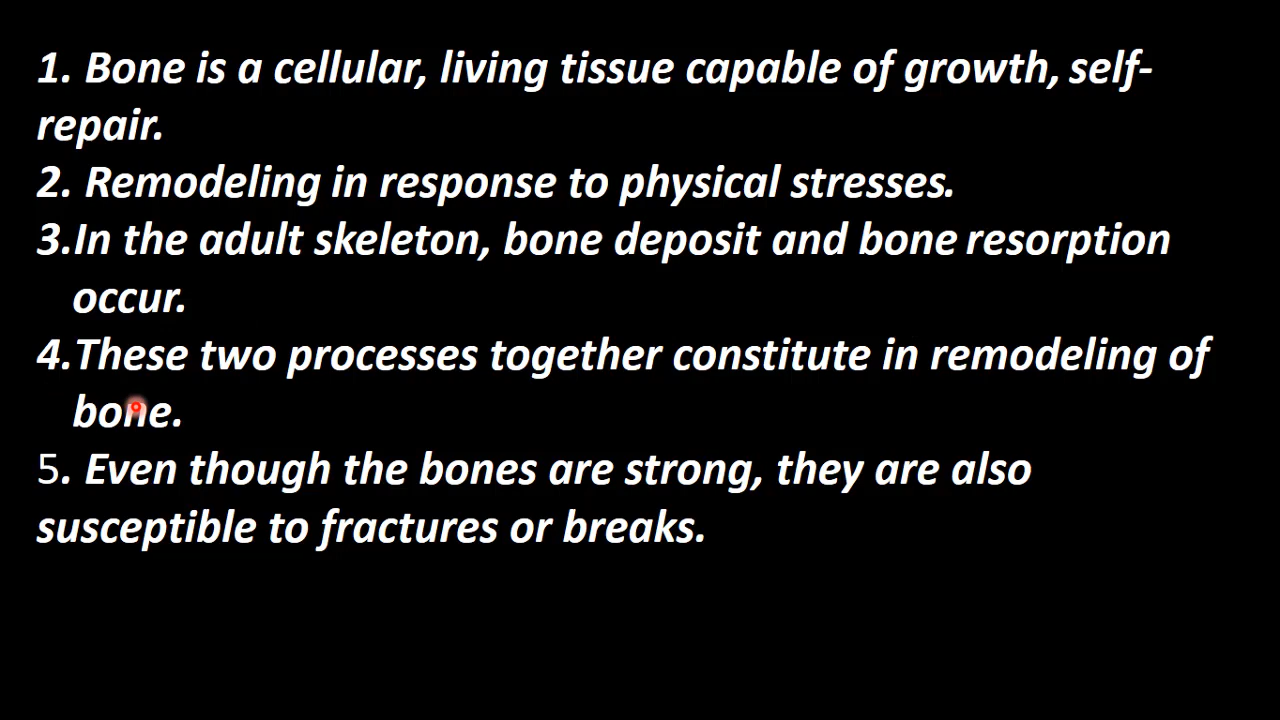 1. Bone is a cellular, living tissue capable of growth, self-
repair.
2. Remodeling in response to physical stresses.
3.In the adult skeleton, bone deposit and bone resorption
occur.
4.These two processes together constitute in remodeling of
bone.
5. Even though the bones are strong, they are also
susceptible to fractures or breaks.